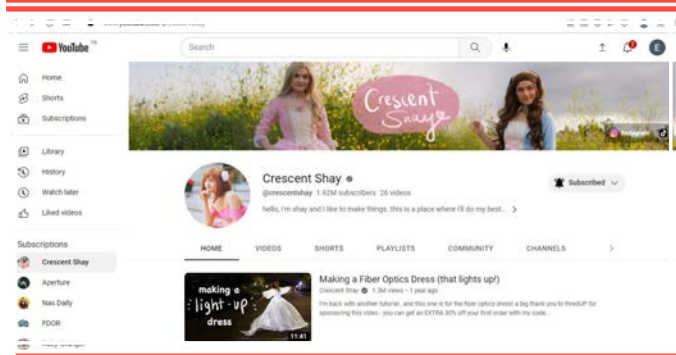 YouTube TN
Search
2
E
Home
Shorts
Subscriptions
Library
History
Watch later
Liked videos
Subscriptions
Crescent Shay
Aperture
Nas Daily
FDOR
Crescent
Shaye
Instagram
Crescent Shay
@crescentshay 1.92M subscribers 26 videos
hello, i'm shay and I like to make things, this is a place where I'll do my best...
Subscribed
HOME VIDEOS SHORTS PLAYLISTS COMMUNITY CHANNELS
making a
light-up
dress
11:41
Making a Fiber Optics Dress (that lights up!)
Crescent Shay 1.3M views • 1 year ago
I'm back with another tutorial, and this one is for the fiber optics dress! a big thank you to thredUP for
sponsoring this video - you can get an EXTRA 30% off your first order with my code...